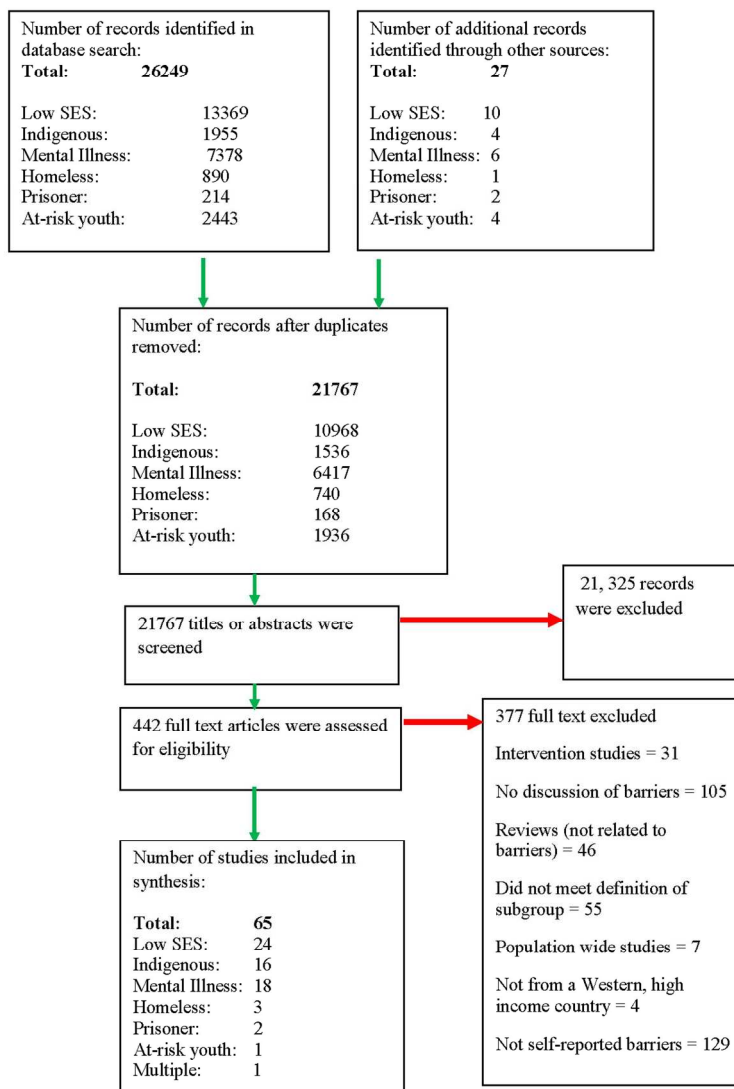 Number of records identified in
database search:
Total: 26249
Low SES: 13369
Indigenous: 1955
Mental Illness: 7378
Homeless: 890
Prisoner: 214
At-risk youth: 2443
Number of additional records
identified through other sources:
Total: 27
Low SES: 10
Indigenous: 4
Mental Illness: 6
Homeless: 1
Prisoner: 2
At-risk youth: 4
Number of records after duplicates
removed:
Total: 21767
Low SES: 10968
Indigenous: 1536
Mental Illness: 6417
Homeless: 740
Prisoner: 168
At-risk youth: 1936
21767 titles or abstracts were
screened
21, 325 records
were excluded
442 full text articles were assessed
for eligibility
377 full text excluded
Intervention studies = 31
No discussion of barriers = 105
Reviews (not related to
barriers) = 46
Did not meet definition of
subgroup = 55
Population wide studies = 7
Not from a Western, high
income country = 4
Not self-reported barriers = 129
Number of studies included in
synthesis:
Total: 65
Low SES: 24
Indigenous: 16
Mental Illness: 18
Homeless: 3
Prisoner: 2
At-risk youth: 1
Multiple: 1